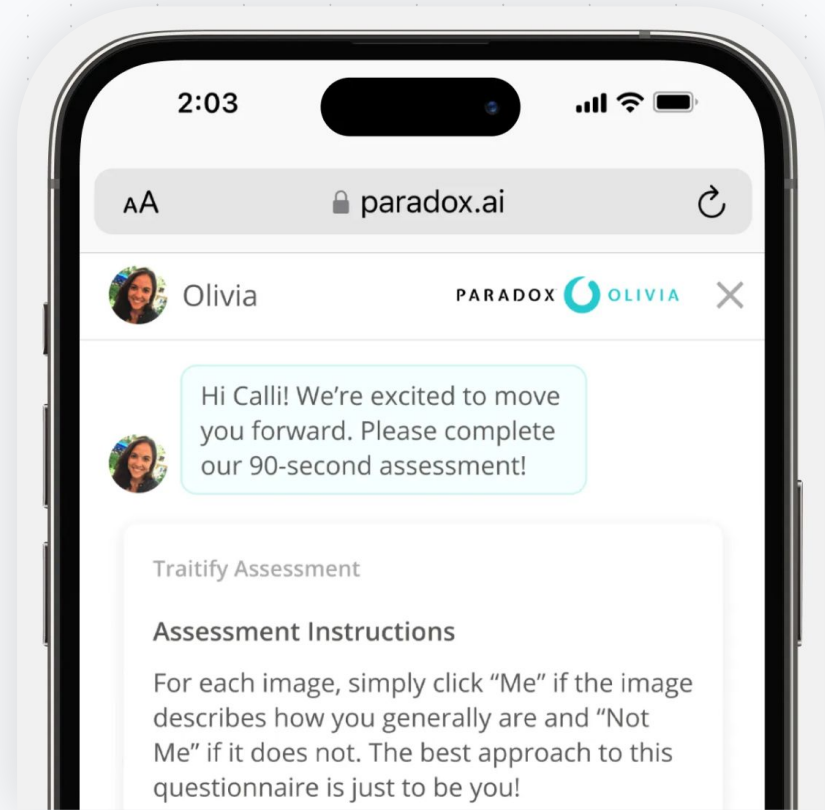 2:03
AA
paradox.ai
Olivia
PARADOX OLIVIA
Hi Calli! We’re excited to move
you forward. Please complete
our 90-second assessment!
Traitify Assessment
Assessment Instructions
For each image, simply click “Me” if the image
describes how you generally are and “Not
Me” if it does not. The best approach to this
questionnaire is just to be you!